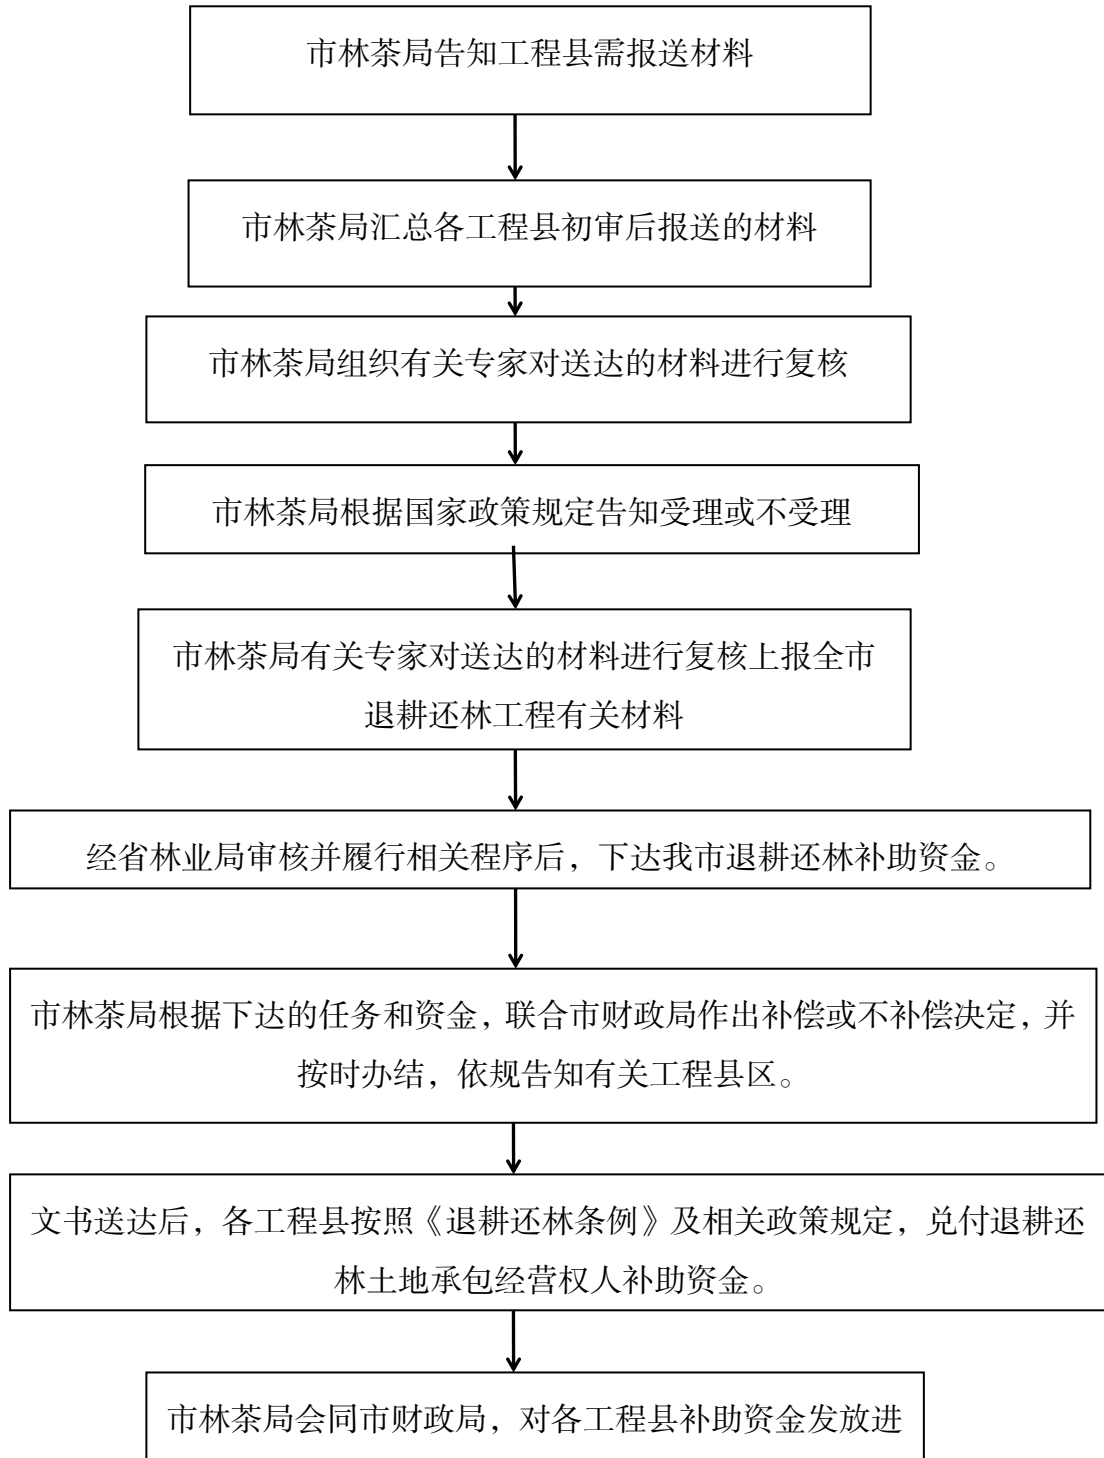 市林茶局告知工程县需报送材料
市林茶局汇总各工程县初审后报送的材料
市林茶局组织有关专家对送达的材料进行复核
市林茶局根据国家政策规定告知受理或不受理
市林茶局有关专家对送达的材料进行复核上报全市
退耕还林工程有关材料
经省林业局审核并履行相关程序后，下达我市退耕还林补助资金。
市林茶局根据下达的任务和资金，联合市财政局作出补偿或不补偿决定，并
按时办结，依规告知有关工程县区。
文书送达后，各工程县按照《退耕还林条例》及相关政策规定，兑付退耕还
林土地承包经营权人补助资金。
市林茶局会同市财政局，对各工程县补助资金发放进